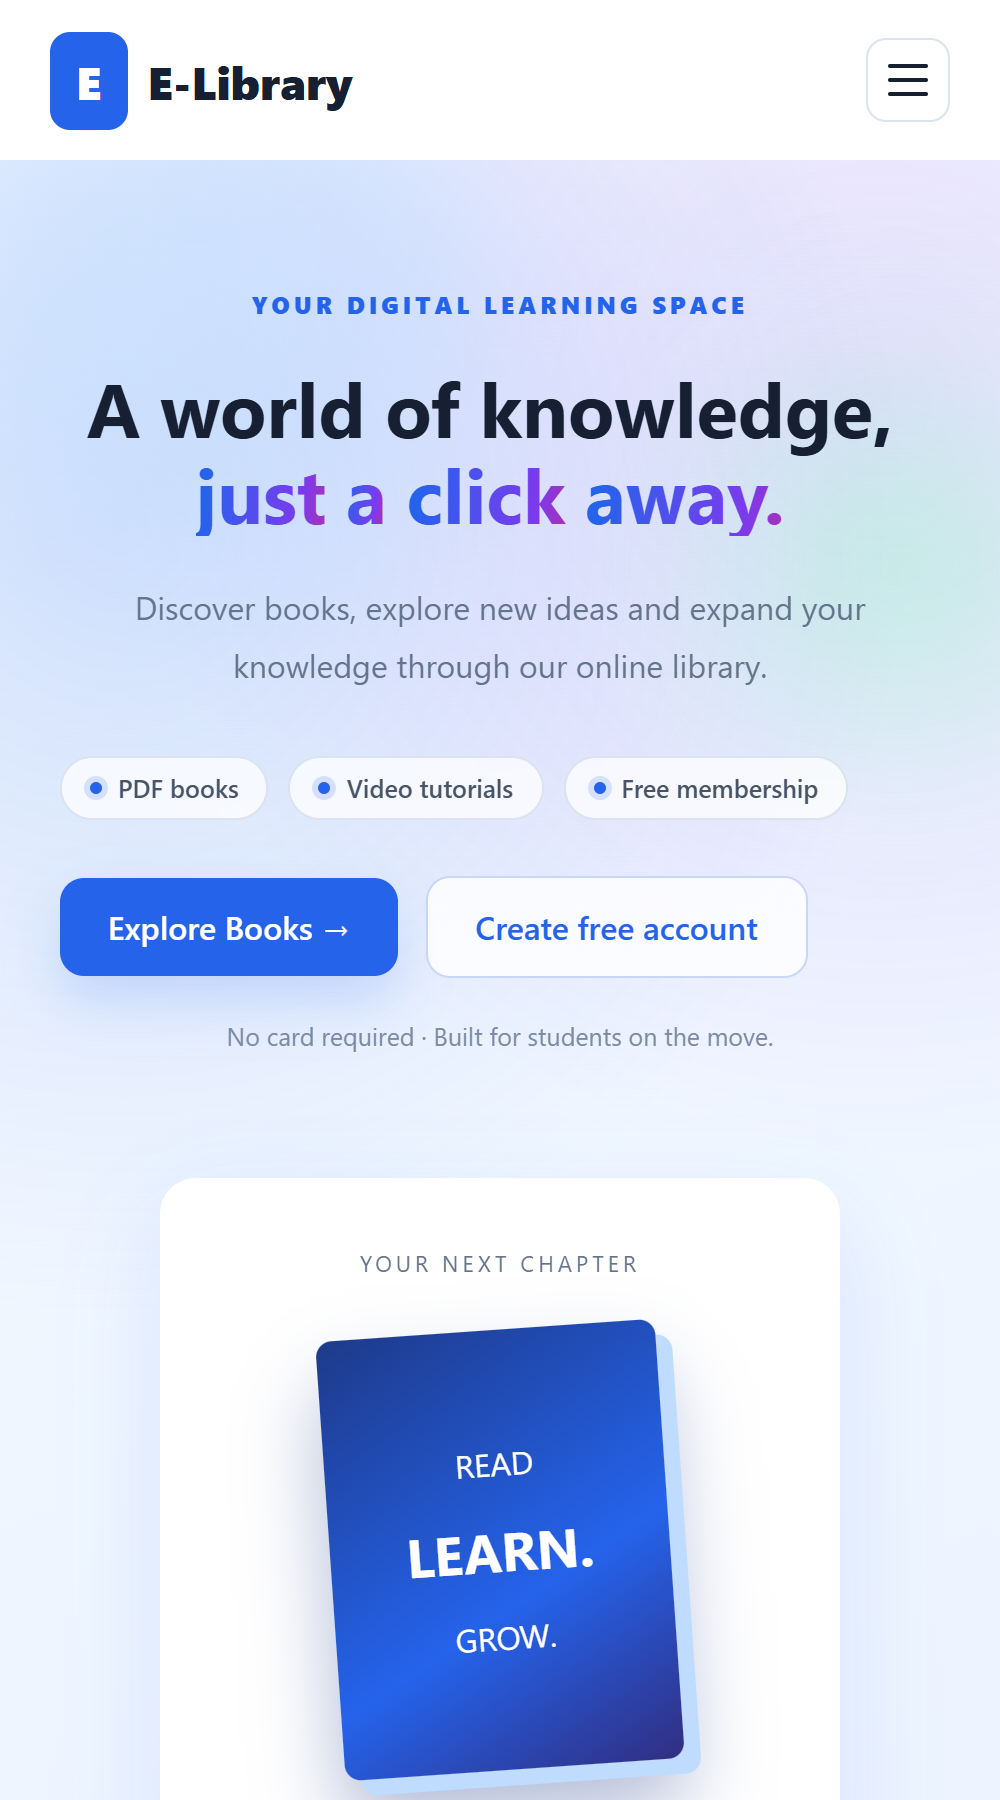 E E-Library
YOUR DIGITAL LEARNING SPACE
A world of knowledge,
just a click away.
Discover books, explore new ideas and expand your
knowledge through our online library.
PDF books Video tutorials Free membership
Explore Books → Create free account
No card required · Built for students on the move.
YOUR NEXT CHAPTER
READ
LEARN.
GROW.